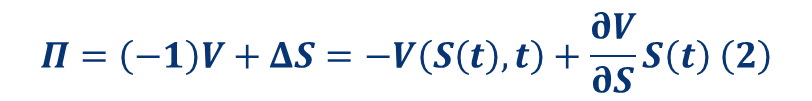 Π = (−1)V + ΔS = −V(S(t), t) + ∂V/∂S S(t) (2)